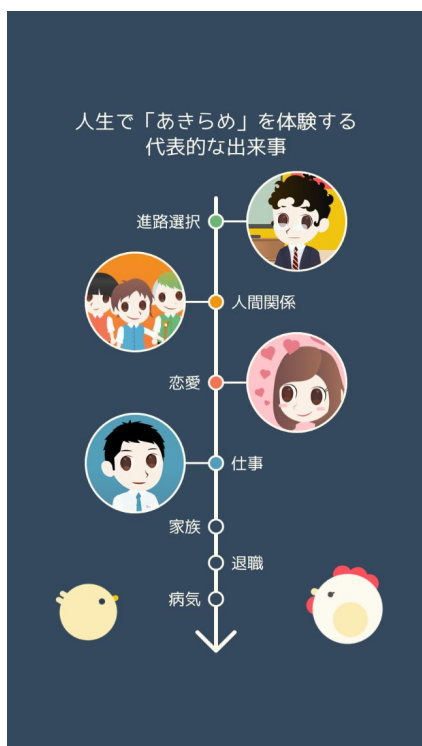 人生で「あきらめ」を体験する
代表的な出来事
進路選択
人間関係
恋愛
仕事
家族
退職
病気